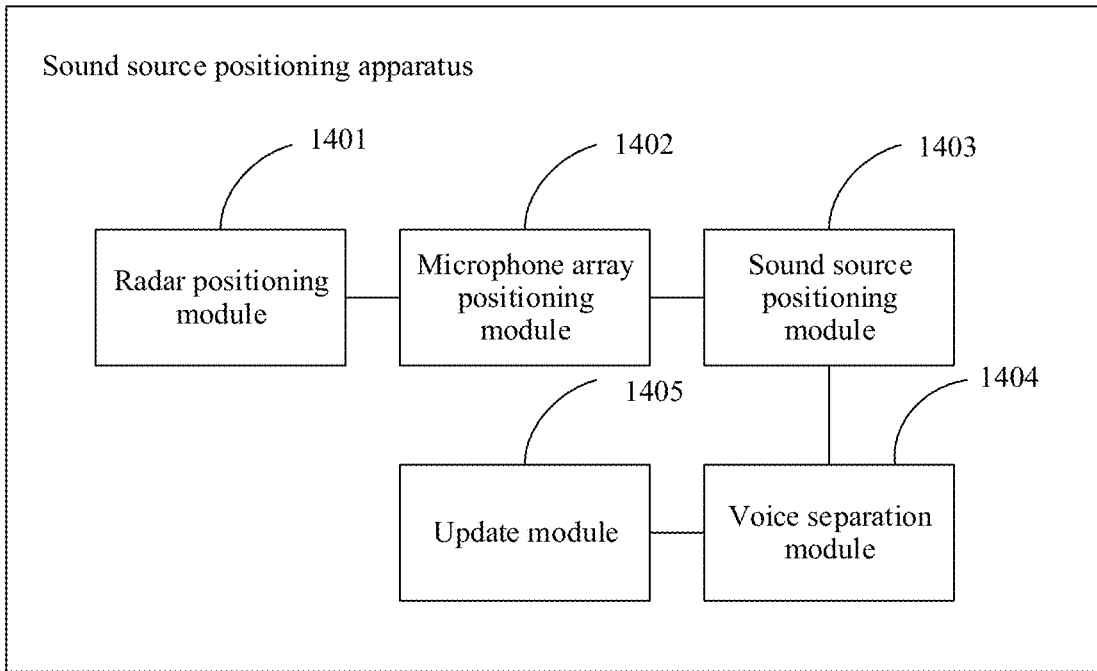 Sound source positioning apparatus
1401
1402
1403
Radar positioning
module
Microphone array
positioning
module
Sound source
positioning
module
1405
1404
Update module
Voice separation
module